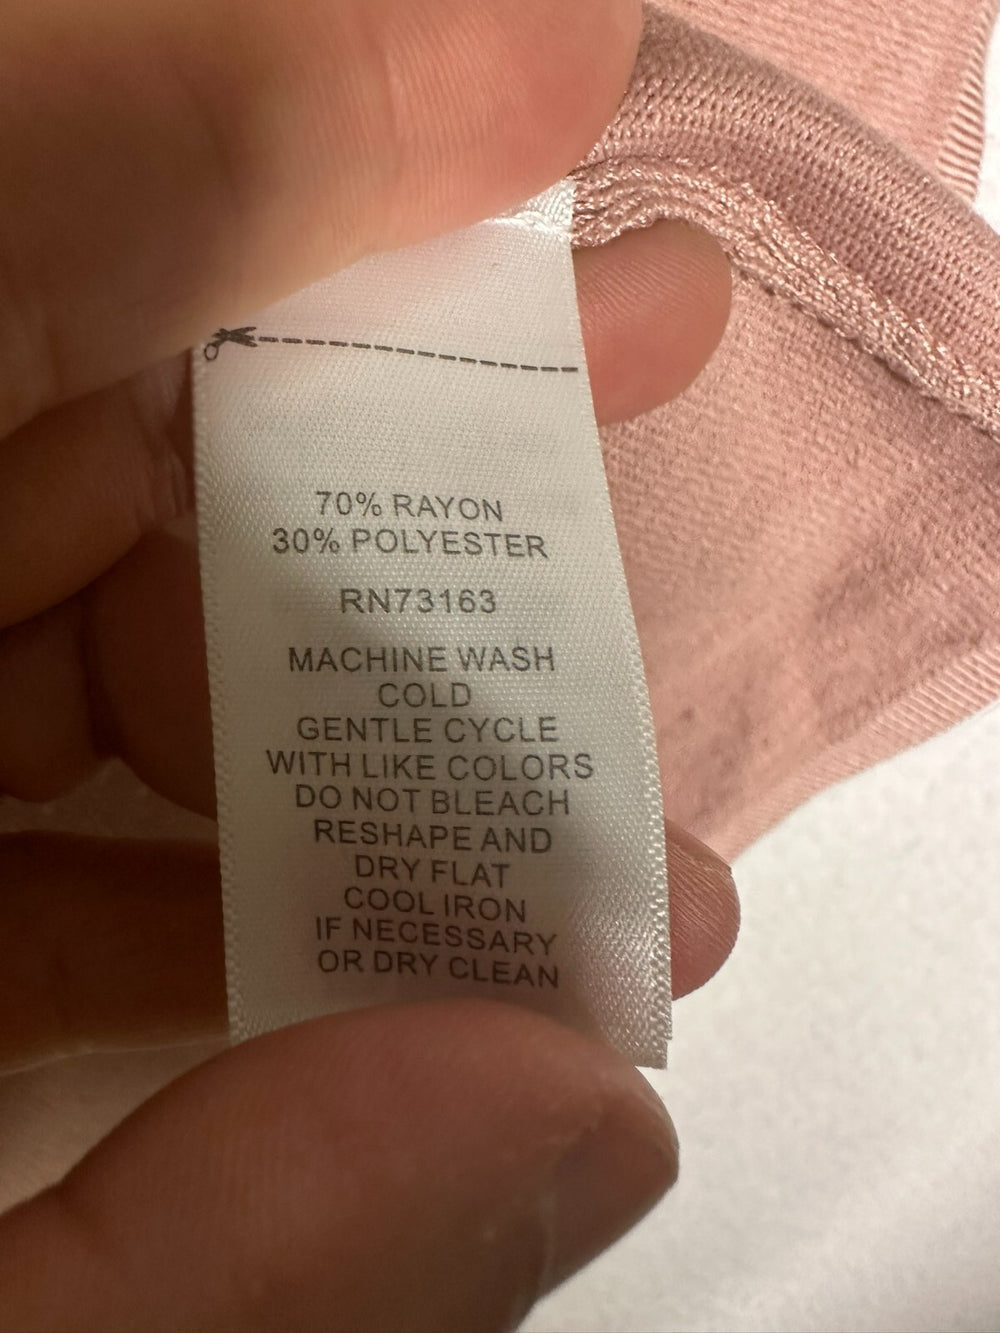 70% RAYON
30% POLYESTER
RN73163
MACHINE WASH
COLD
GENTLE CYCLE
WITH LIKE COLORS
DO NOT BLEACH
RESHAPE AND
DRY FLAT
COOL IRON
IF NECESSARY
OR DRY CLEAN